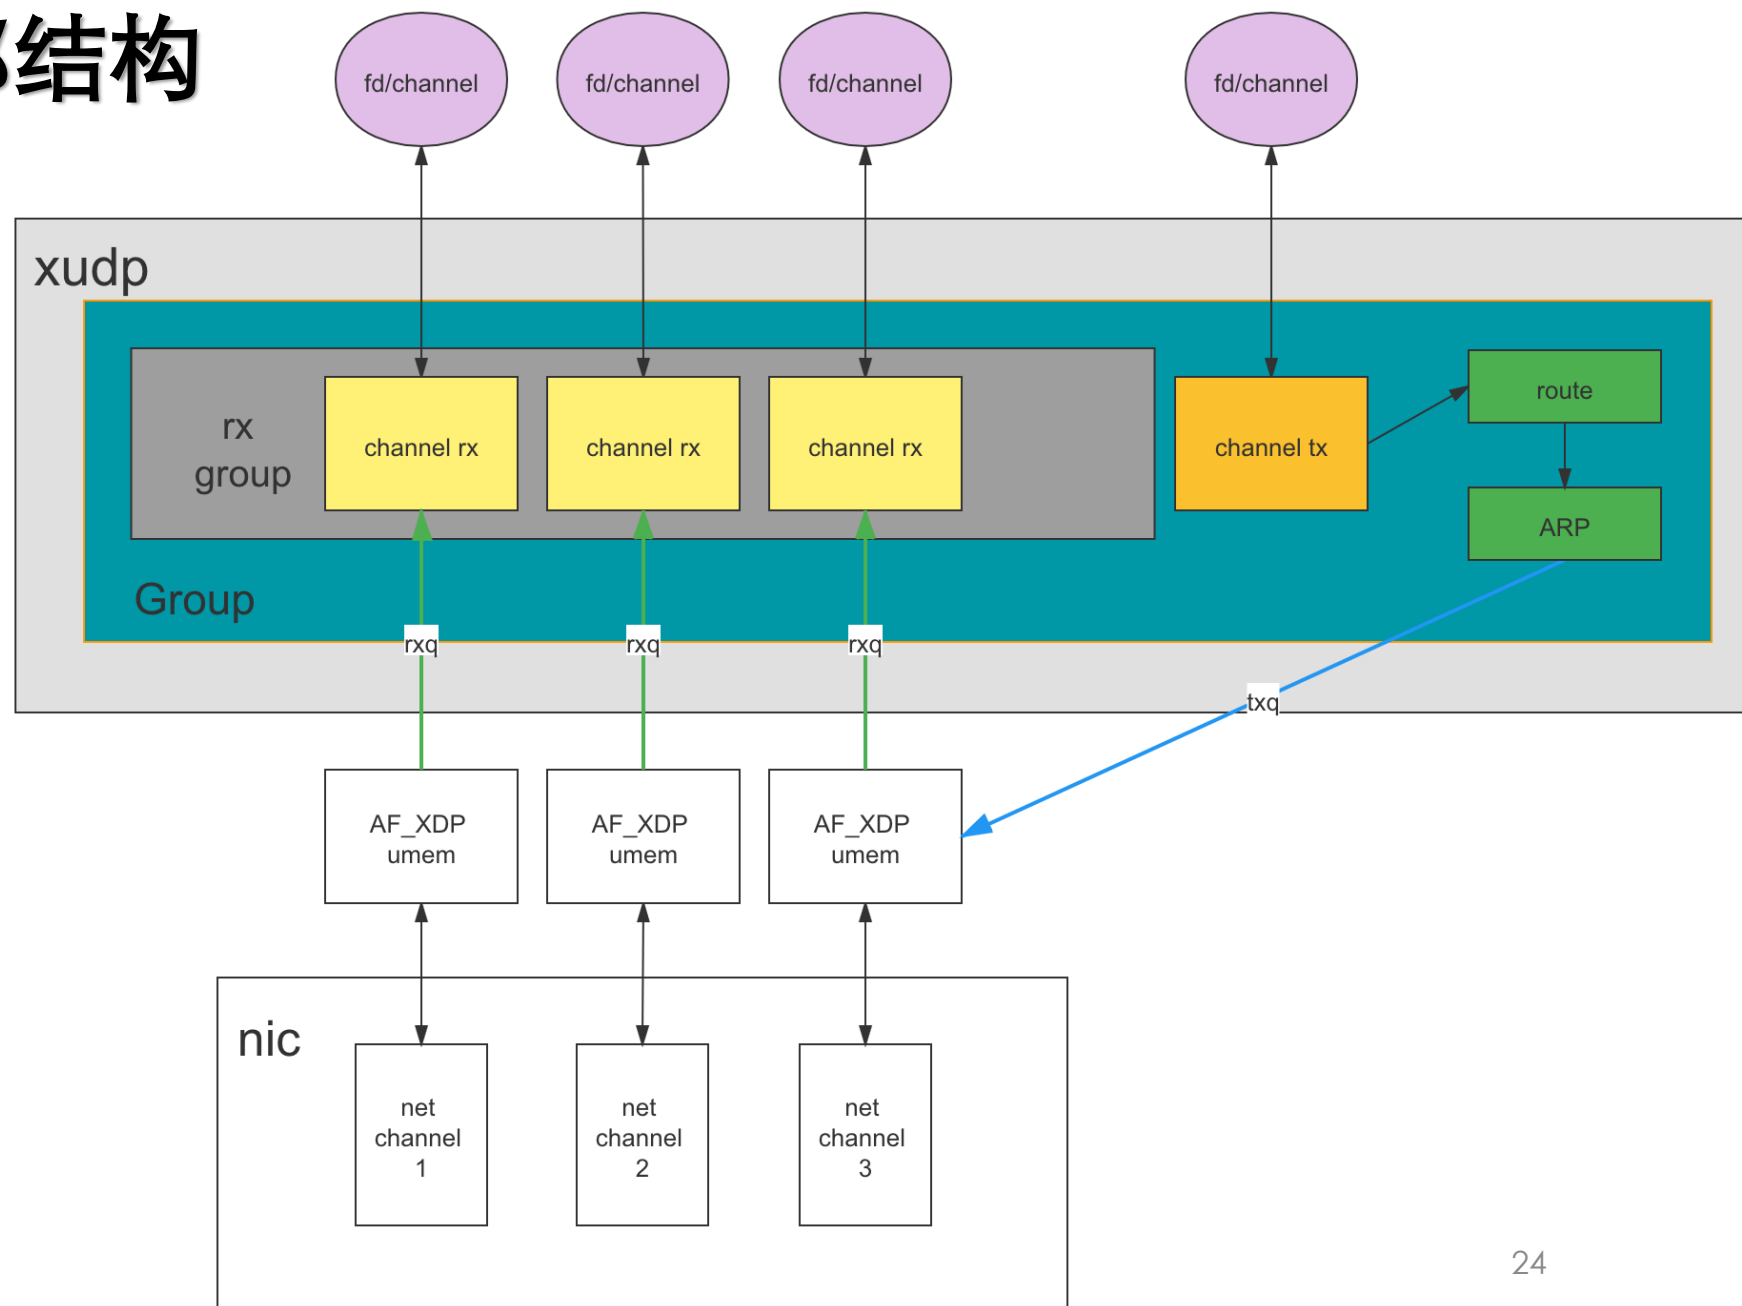 结构
fd/channel
fd/channel
fd/channel
fd/channel
xudp
rx
group
channel rx
channel rx
channel rx
channel tx
route
ARP
Group
rxq
rxq
rxq
txq
AF_XDP
umem
AF_XDP
umem
AF_XDP
umem
nic
net
channel
1
net
channel
2
net
channel
3
24